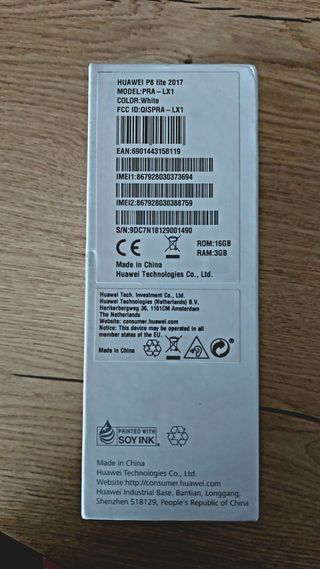 HUAWEI P8 lite 2017
MODEL:PRA-LX1
COLOR:White
FCC ID:QISPRA-LX1
EAN:6901443158119
IMEI1:867928030373694
IMEI2:867928030388759
S/N:9DC7N18129001490
CE
ROM:16GB
RAM:3GB
Made in China
Huawei Technologies Co., Ltd.
Huawei Tech. Investment Co., Ltd.
Huawei Technologies (Netherlands) B.V.
Herikerbergweg 36, 1101CM Amsterdam
The Netherlands
Website: consumer.huawei.com
Notice: This device may be operated in all
member states of the EU.
Made in China
PRINTED WITH
SOY INK
Made in China
Huawei Technologies Co., Ltd.
Website:http://consumer.huawei.com
Huawei Industrial Base, Bantian, Longgang,
Shenzhen 518129, People's Republic of China